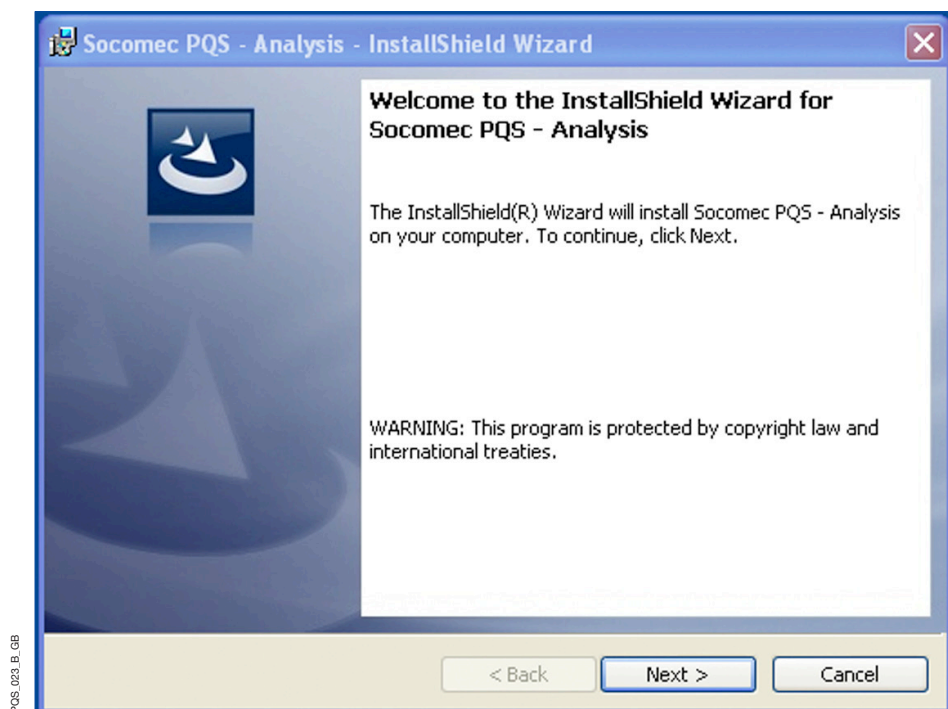 Socomec PQS - Analysis - InstallShield Wizard
Welcome to the InstallShield Wizard for
Socomec PQS - Analysis
The InstallShield(R) Wizard will install Socomec PQS - Analysis
on your computer. To continue, click Next.
WARNING: This program is protected by copyright law and
international treaties.
< Back
Next >
Cancel
PQS_023_B_GB